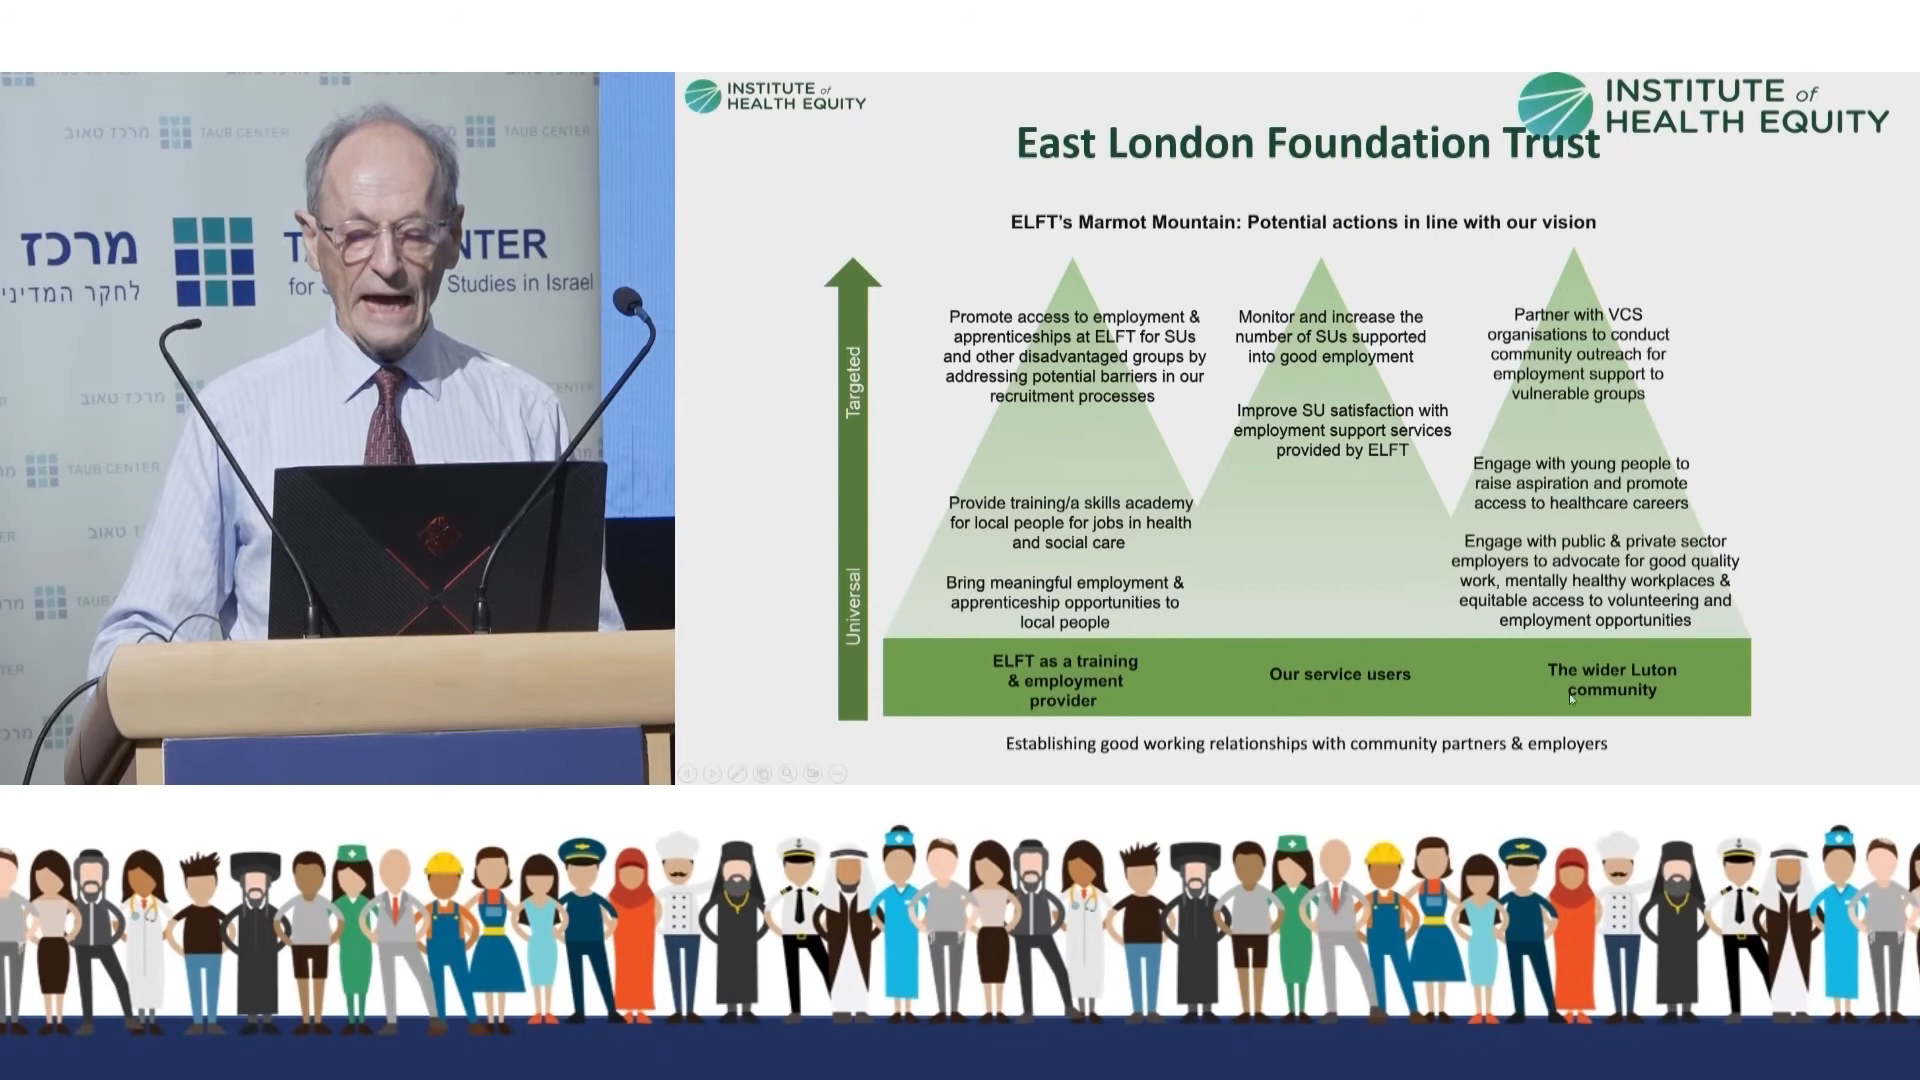 מרכז טאוב
TAUB CENTER
TAUB CENTER
מרכז
לחקר המדיני
NTER
for
Studies in Israel
מרכז טאוב
TAUB CENTER
TAUB CENTER
INSTITUTE of
HEALTH EQUITY
INSTITUTE of
HEALTH EQUITY
East London Foundation Trust
ELFT's Marmot Mountain: Potential actions in line with our vision
Targeted
Universal
Promote access to employment &
apprenticeships at ELFT for SUs
and other disadvantaged groups by
addressing potential barriers in our
recruitment processes
Provide training/a skills academy
for local people for jobs in health
and social care
Bring meaningful employment &
apprenticeship opportunities to
local people
Monitor and increase the
number of SUs supported
into good employment
Improve SU satisfaction with
employment support services
provided by ELFT
Partner with VCS
organisations to conduct
community outreach for
employment support to
vulnerable groups
Engage with young people to
raise aspiration and promote
access to healthcare careers
Engage with public & private sector
employers to advocate for good quality
work, mentally healthy workplaces &
equitable access to volunteering and
employment opportunities
ELFT as a training
& employment
provider
Our service users
The wider Luton
community
Establishing good working relationships with community partners & employers